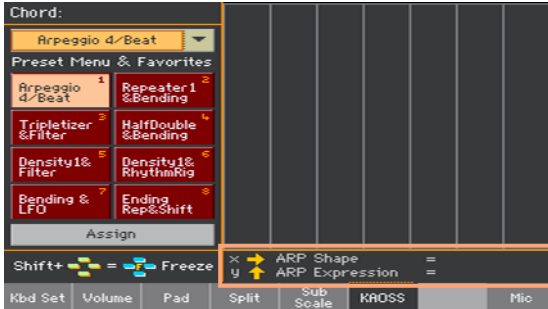 Chord:
Arpeggio 4/Beat
Preset Menu & Favorites
Arpeggio 4/Beat 1
Repeater1 &Bending 2
Tripletizer &Filter 3
HalfDouble &Bending 4
Density1& Filter 5
Density1& RhythmRig 6
Bending & LFO 7
Ending Rep&Shift 8
Assign
Shift+ = F Freeze
x ARP Shape =
y ARP Expression =
Kbd Set Volume Pad Split Sub Scale KAOSS Mic